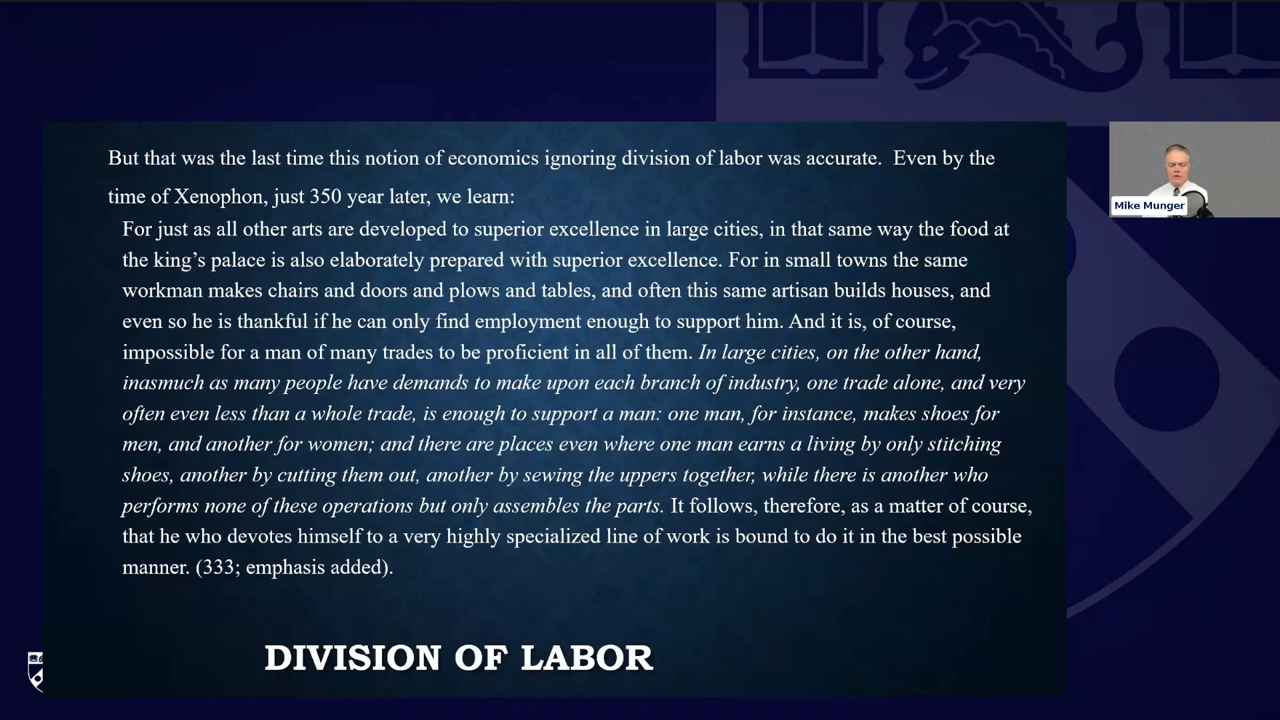 But that was the last time this notion of economics ignoring division of labor was accurate.  Even by the
time of Xenophon, just 350 year later, we learn:
For just as all other arts are developed to superior excellence in large cities, in that same way the food at
the king's palace is also elaborately prepared with superior excellence. For in small towns the same
workman makes chairs and doors and plows and tables, and often this same artisan builds houses, and
even so he is thankful if he can only find employment enough to support him. And it is, of course,
impossible for a man of many trades to be proficient in all of them. In large cities, on the other hand,
inasmuch as many people have demands to make upon each branch of industry, one trade alone, and very
often even less than a whole trade, is enough to support a man: one man, for instance, makes shoes for
men, and another for women; and there are places even where one man earns a living by only stitching
shoes, another by cutting them out, another by sewing the uppers together, while there is another who
performs none of these operations but only assembles the parts. It follows, therefore, as a matter of course,
that he who devotes himself to a very highly specialized line of work is bound to do it in the best possible
manner. (333; emphasis added).
DIVISION OF LABOR
Mike Munger